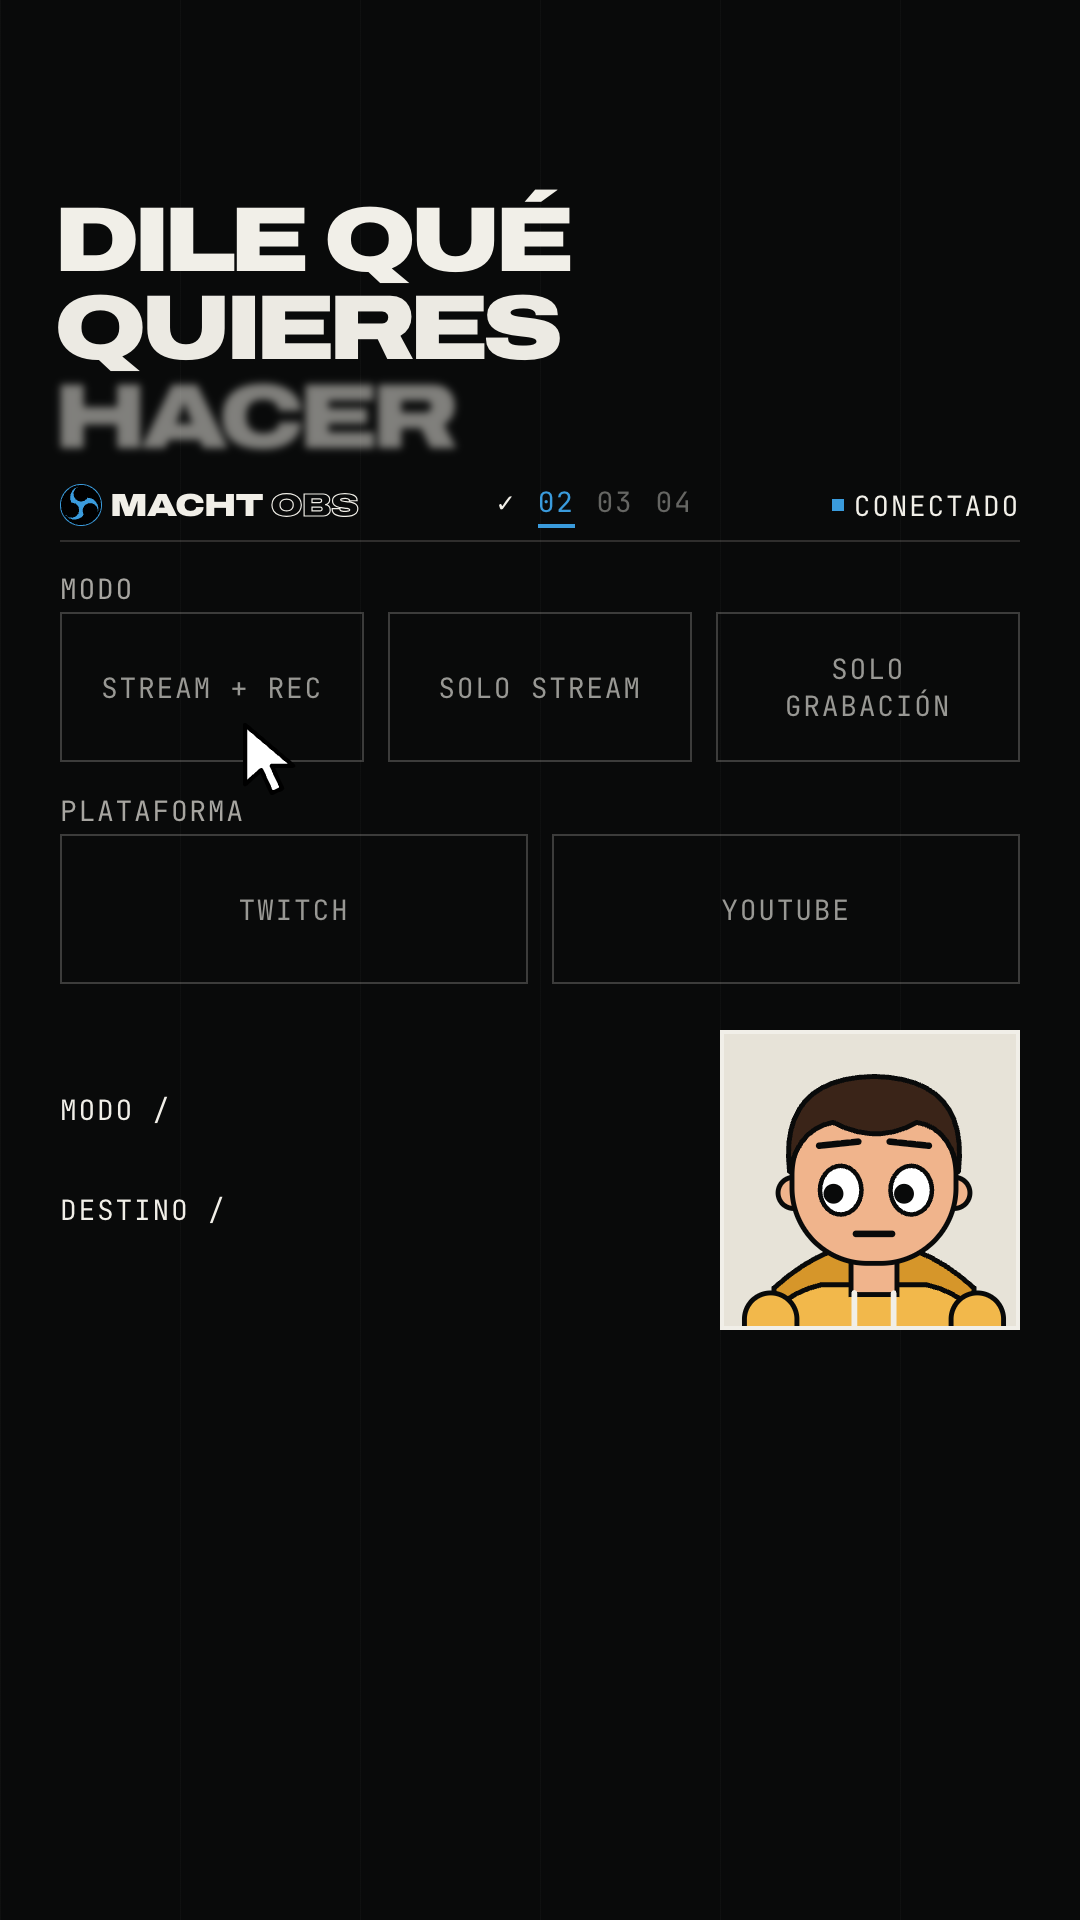 DILE QUÉ
QUIERES
HACER
MACHT OBS
✓ 02 03 04
CONECTADO
MODO
STREAM + REC
SOLO STREAM
SOLO
GRABACIÓN
PLATAFORMA
TWITCH
YOUTUBE
MODO /
DESTINO /